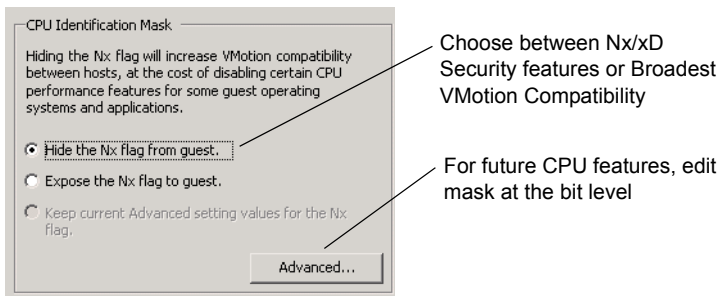 CPU Identification Mask
Hiding the Nx flag will increase VMotion compatibility
between hosts, at the cost of disabling certain CPU
performance features for some guest operating
systems and applications.
Hide the Nx flag from guest.
Expose the Nx flag to guest.
Keep current Advanced setting values for the Nx
flag.
Advanced...
Choose between Nx/xD
Security features or Broadest
VMotion Compatibility
For future CPU features, edit
mask at the bit level